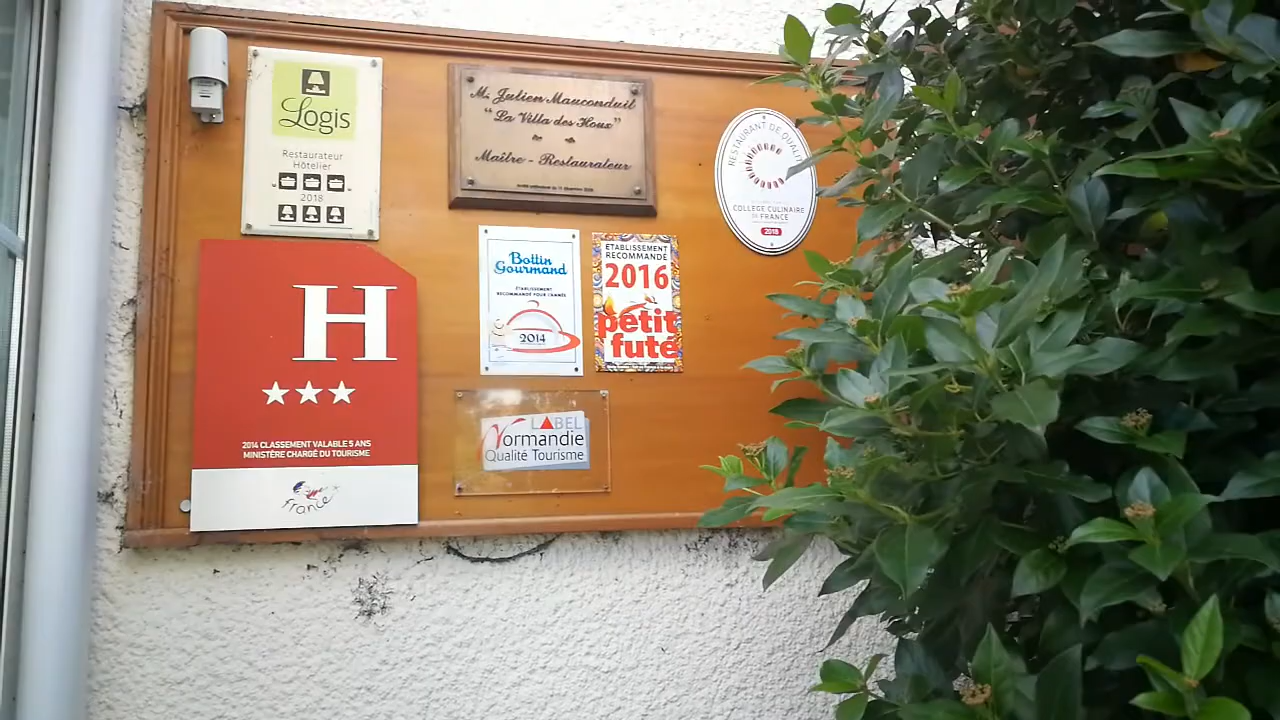 Logis
Restaurateur
Hôtelier
2018
M. Julien Mauconduit
"La Villa des Houx"
Maître - Restaurateur
RESTAURANT DE QUALITÉ
COLLÈGE CULINAIRE
DE FRANCE
2018
H
2014 CLASSEMENT VALABLE 5 ANS
MINISTÈRE CHARGÉ DU TOURISME
France
Bottin
Gourmand
ÉTABLISSEMENT
RECOMMANDÉ POUR L'ANNÉE
2014
ÉTABLISSEMENT
RECOMMANDÉ
2016
petit
futé
LABEL
Normandie
Qualité Tourisme